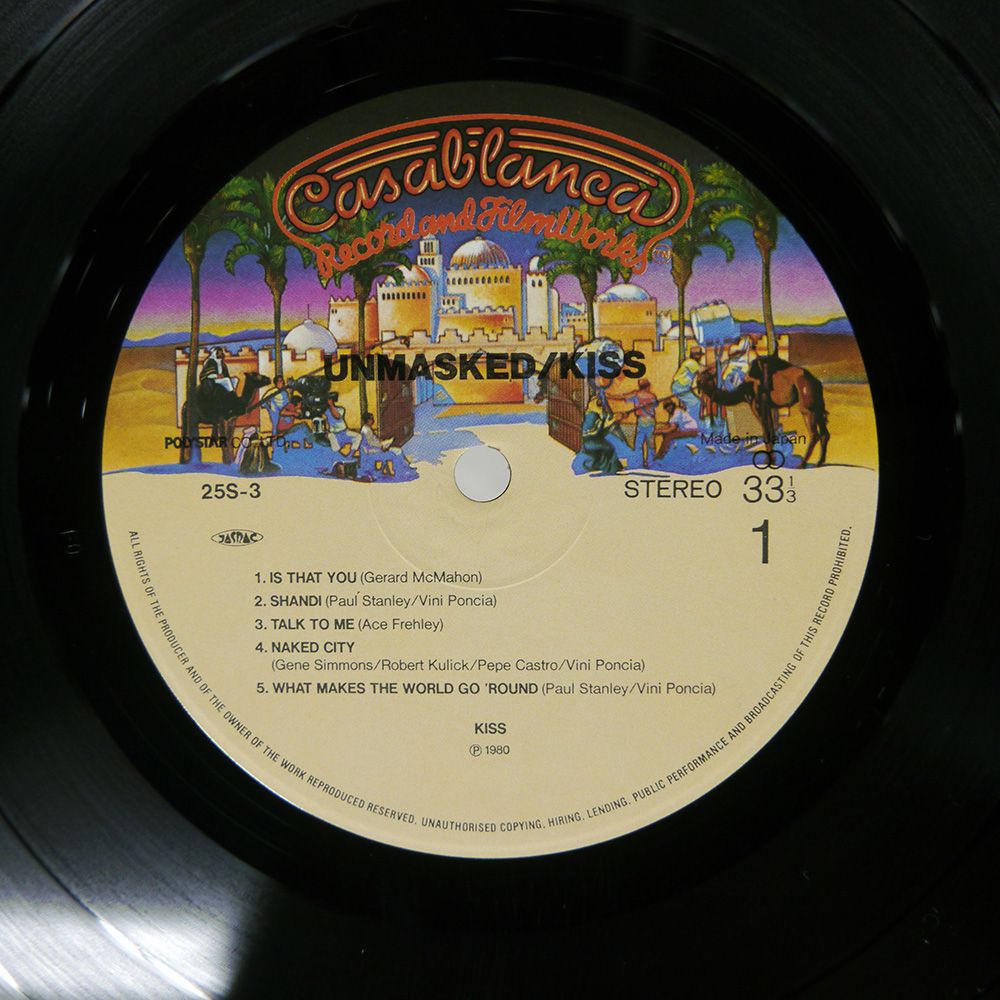 Casablanca
Record and FilmWorks
TM
UNMASKED/KISS
POLYSTAR CO., LTD.
Made in Japan
25S-3
STEREO 33 1/3
JASRAC
1
1. IS THAT YOU (Gerard McMahon)
2. SHANDI (Paul Stanley/Vini Poncia)
3. TALK TO ME (Ace Frehley)
4. NAKED CITY
(Gene Simmons/Robert Kulick/Pepe Castro/Vini Poncia)
5. WHAT MAKES THE WORLD GO 'ROUND (Paul Stanley/Vini Poncia)
KISS
Ⓟ 1980
ALL RIGHTS OF THE PRODUCER AND OF THE OWNER OF THE WORK REPRODUCED RESERVED. UNAUTHORISED COPYING, HIRING, LENDING, PUBLIC PERFORMANCE AND BROADCASTING OF THIS RECORD PROHIBITED.